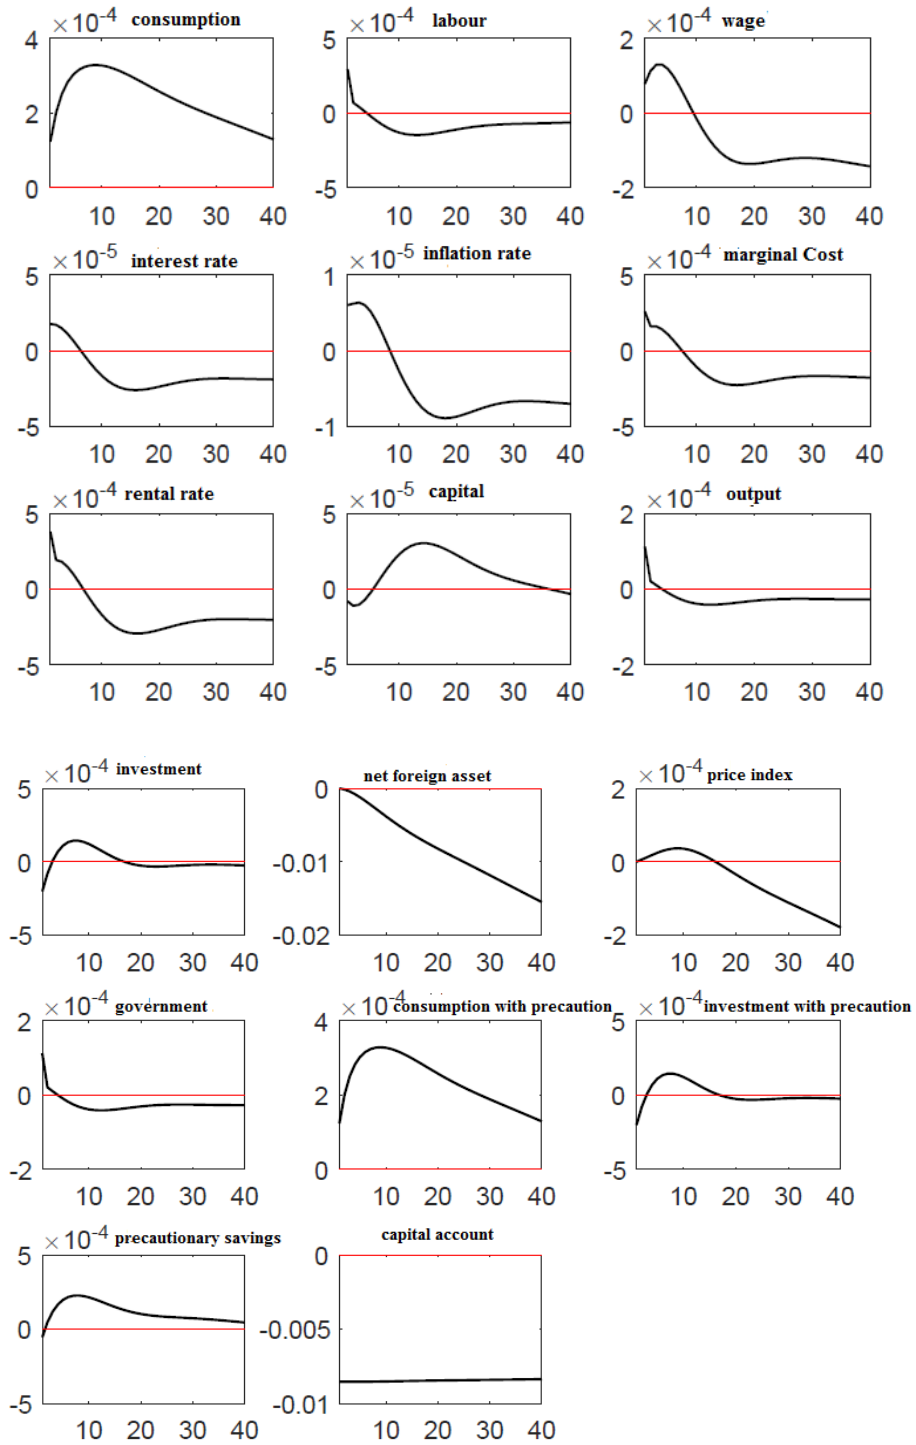 ×10-4 consumption
×10-4 labour
×10-4 wage
4
2
0
10 20 30 40
5
0
-5
10 20 30 40
2
0
-2
10 20 30 40
×10-5 interest rate
×10-5 inflation rate
×10-4 marginal Cost
5
0
-5
10 20 30 40
1
0
-1
10 20 30 40
5
0
-5
10 20 30 40
×10-4 rental rate
×10-5 capital
×10-4 output
5
0
-5
10 20 30 40
5
0
-5
10 20 30 40
2
0
-2
10 20 30 40
×10-4 investment
net foreign asset
×10-4 price index
5
0
-5
10 20 30 40
0
-0.01
-0.02
10 20 30 40
2
0
-2
10 20 30 40
×10-4 government
×10-4 consumption with precaution
×10-4 investment with precaution
2
0
-2
10 20 30 40
4
2
0
10 20 30 40
5
0
-5
10 20 30 40
×10-4 precautionary savings
capital account
5
0
-5
10 20 30 40
0
-0.005
-0.01
10 20 30 40